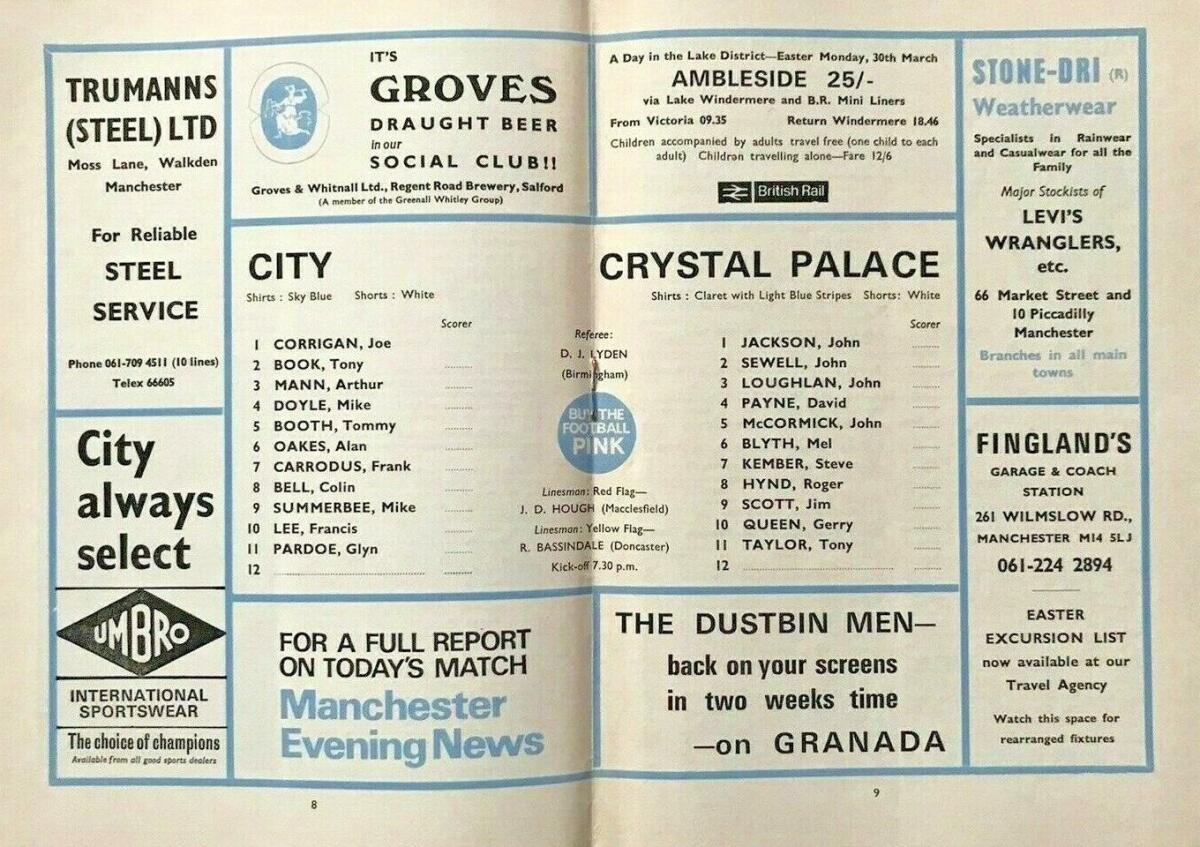 TRUMANNS
(STEEL) LTD
Moss Lane, Walkden
Manchester
For Reliable
STEEL
SERVICE
Phone 061-709 4511 (10 lines)
Telex 66605
City
always
select
UMBRO
INTERNATIONAL
SPORTSWEAR
The choice of champions
Available from all good sports dealers
IT'S
GROVES
DRAUGHT BEER
in our
SOCIAL CLUB!!
Groves & Whitnall Ltd., Regent Road Brewery, Salford
(A member of the Greenall Whitley Group)
A Day in the Lake District—Easter Monday, 30th March
AMBLESIDE 25/-
via Lake Windermere and B.R. Mini Liners
From Victoria 09.35 Return Windermere 18.46
Children accompanied by adults travel free (one child to each
adult) Children travelling alone—Fare 12/6
British Rail
CITY
Shirts : Sky Blue Shorts : White
Scorer
1 CORRIGAN, Joe
2 BOOK, Tony ..........
3 MANN, Arthur ..........
4 DOYLE, Mike ..........
5 BOOTH, Tommy ..........
6 OAKES, Alan ..........
7 CARRODUS, Frank ..........
8 BELL, Colin ..........
9 SUMMERBEE, Mike ..........
10 LEE, Francis ..........
11 PARDOE, Glyn ..........
12 .......................................... ..........
Referee:
D. J. LYDEN
(Birmingham)
BUY THE
FOOTBALL
PINK
Linesman: Red Flag—
J. D. HOUGH (Macclesfield)
Linesman: Yellow Flag—
R. BASSINDALE (Doncaster)
Kick-off 7.30 p.m.
CRYSTAL PALACE
Shirts : Claret with Light Blue Stripes Shorts: White
Scorer
1 JACKSON, John ..........
2 SEWELL, John ..........
3 LOUGHLAN, John ..........
4 PAYNE, David ..........
5 McCORMICK, John ..........
6 BLYTH, Mel ..........
7 KEMBER, Steve ..........
8 HYND, Roger ..........
9 SCOTT, Jim ..........
10 QUEEN, Gerry ..........
11 TAYLOR, Tony ..........
12 .......................................... ..........
FOR A FULL REPORT
ON TODAY'S MATCH
Manchester
Evening News
THE DUSTBIN MEN—
back on your screens
in two weeks time
—on GRANADA
STONE-DRI (R)
Weatherwear
Specialists in Rainwear
and Casualwear for all the
Family
Major Stockists of
LEVI'S
WRANGLERS,
etc.
66 Market Street and
10 Piccadilly
Manchester
Branches in all main
towns
FINGLAND'S
GARAGE & COACH
STATION
261 WILMSLOW RD.,
MANCHESTER M14 5LJ
061-224 2894
EASTER
EXCURSION LIST
now available at our
Travel Agency
Watch this space for
rearranged fixtures
8
9